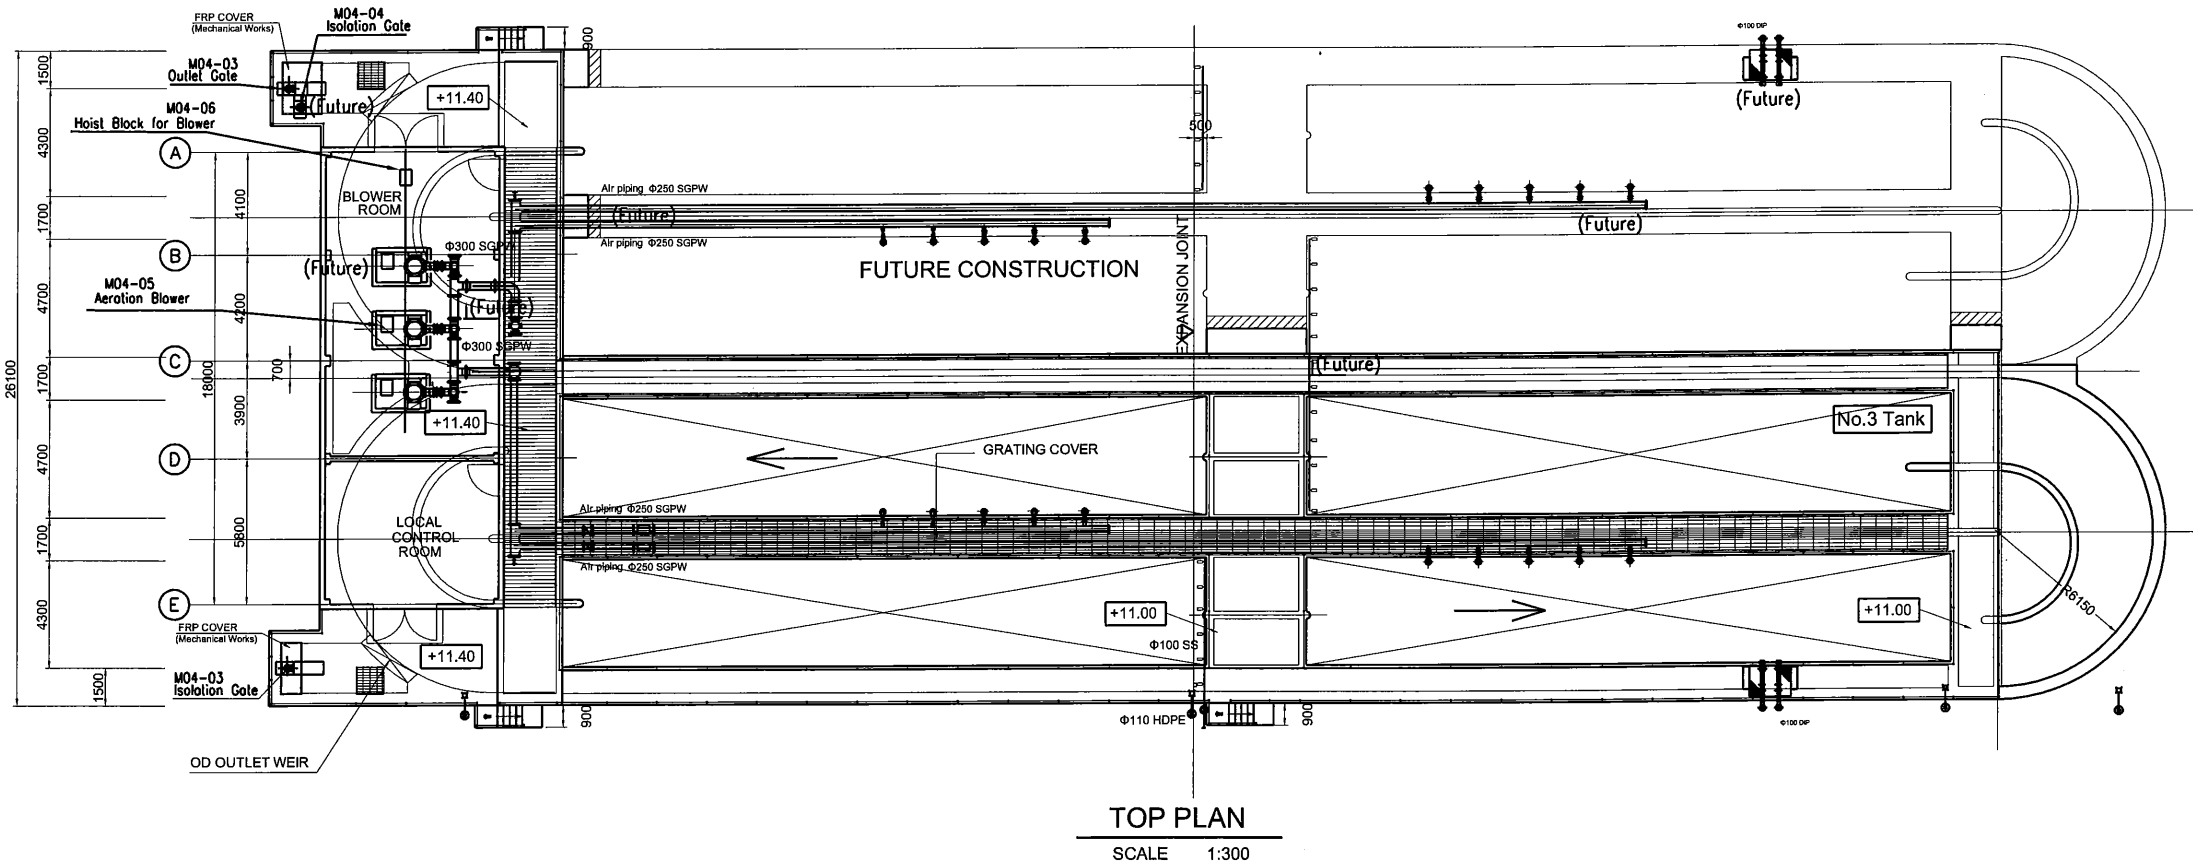 FRP COVER
(Mechanical Works)
M04-04
Isolation Gate
M04-03
Outlet Gate
(Future)
M04-06
Hoist Block for Blower
+11.40
900
Φ100 DIP
(Future)
500
1500
4300
1700
4700
1700
4700
1700
4300
1500
26100
18000
4100
4200
700
3900
5800
A
B
C
D
E
BLOWER
ROOM
Φ300 SGPW
(Future)
(Future)
M04-05
Aeration Blower
Φ300 SGPW
+11.40
Air piping Φ250 SGPW
(Future)
Air piping Φ250 SGPW
FUTURE CONSTRUCTION
EXPANSION JOINT
(Future)
(Future)
No.3 Tank
GRATING COVER
Air piping Φ250 SGPW
LOCAL
CONTROL
ROOM
Air piping Φ250 SGPW
+11.00
+11.00
R6150
Φ100 SS
FRP COVER
(Mechanical Works)
+11.40
M04-03
Isolation Gate
900
Φ110 HDPE
900
Φ100 DIP
OD OUTLET WEIR
TOP PLAN
SCALE 1:300